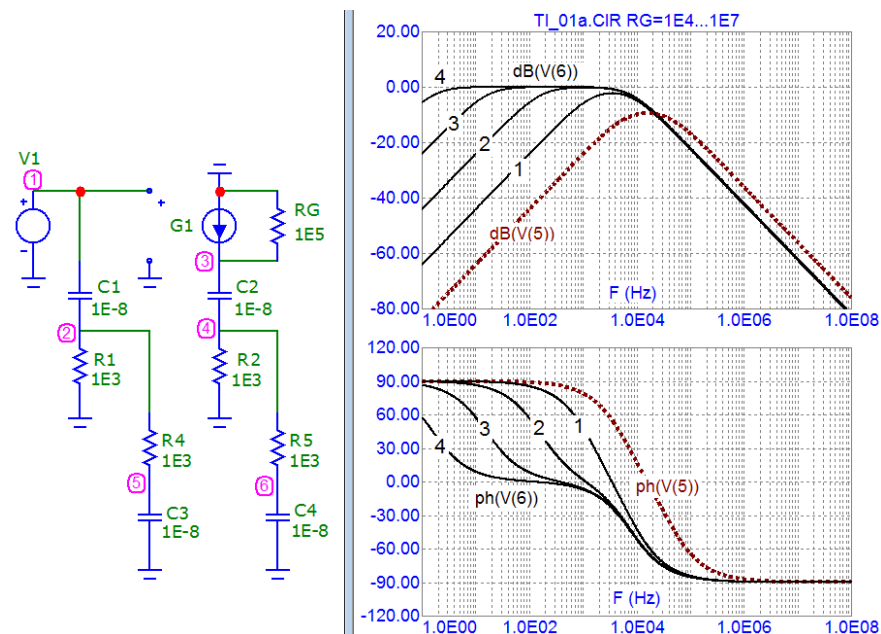 V1
1
+
-
+
-
C1
1E-8
2
R1
1E3
R4
1E3
5
C3
1E-8
G1
RG
1E5
3
C2
1E-8
4
R2
1E3
R5
1E3
6
C4
1E-8
TI_01a.CIR RG=1E4...1E7
20.00
0.00
-20.00
-40.00
-60.00
-80.00
4
3
2
1
dB(V(6))
dB(V(5))
F (Hz)
1.0E00 1.0E02 1.0E04 1.0E06 1.0E08
120.00
90.00
60.00
30.00
0.00
-30.00
-60.00
-90.00
-120.00
4
3
2
1
ph(V(6))
ph(V(5))
F (Hz)
1.0E00 1.0E02 1.0E04 1.0E06 1.0E08